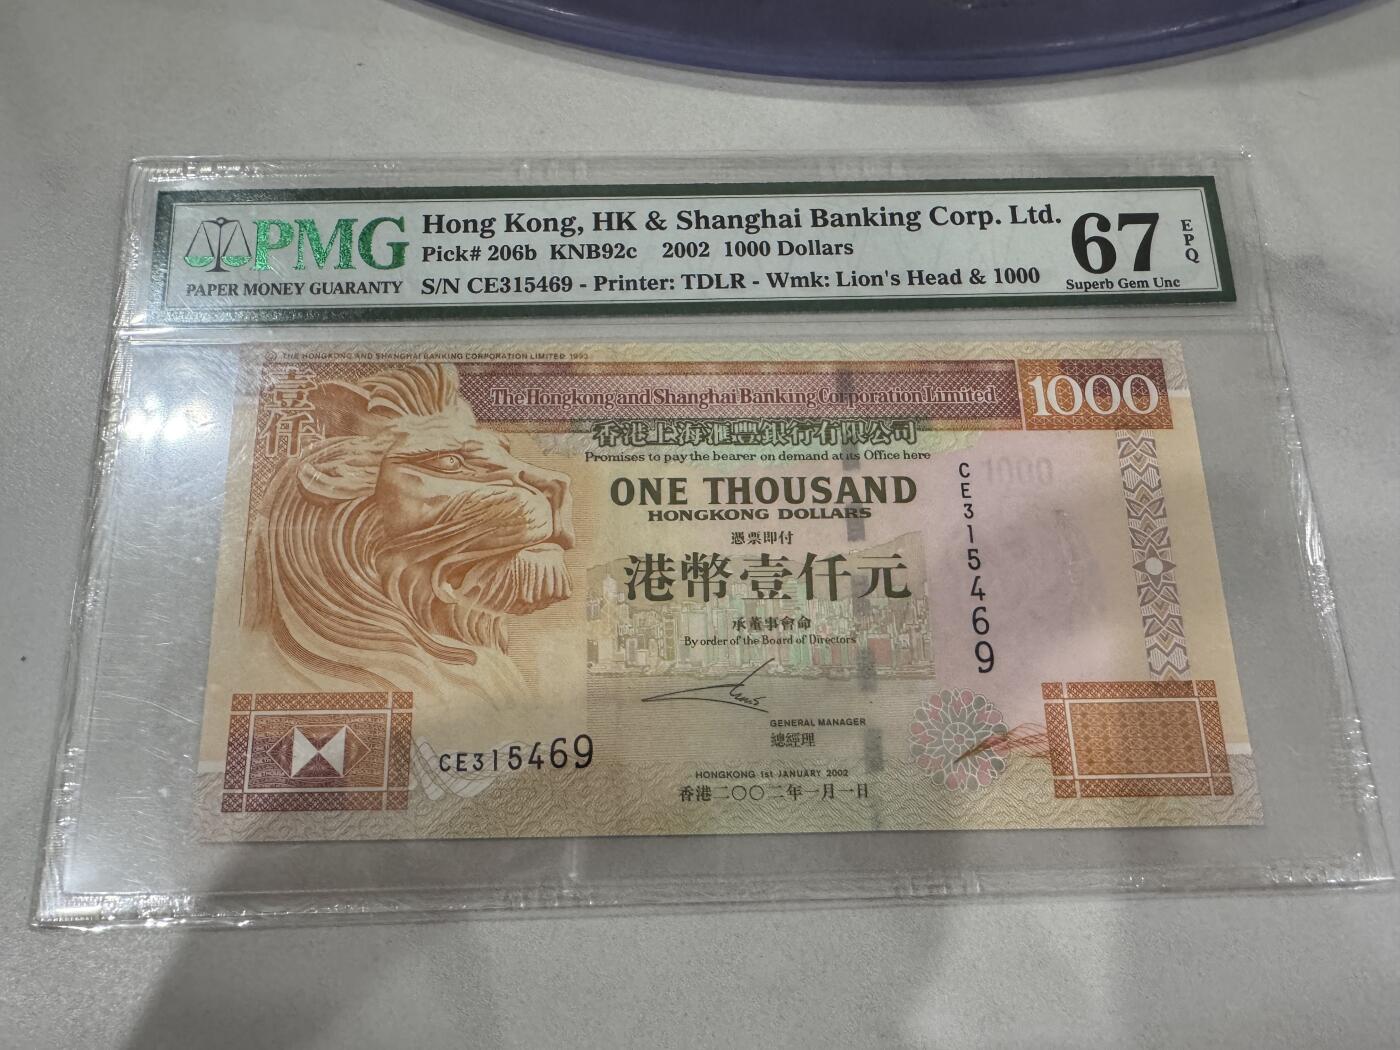 PMG
PAPER MONEY GUARANTY
Hong Kong, HK & Shanghai Banking Corp. Ltd.
Pick# 206b KNB92c 2002 1000 Dollars
S/N CE315469 - Printer: TDLR - Wmk: Lion's Head & 1000
67
EPQ
Superb Gem Unc
© THE HONGKONG AND SHANGHAI BANKING CORPORATION LIMITED 1993
壹仟
The Hongkong and Shanghai Banking Corporation Limited
1000
香港上海滙豐銀行有限公司
Promises to pay the bearer on demand at its Office here
ONE THOUSAND
HONGKONG DOLLARS
憑票即付
港幣壹仟元
承董事會命
By order of the Board of Directors
1000
CE315469
GENERAL MANAGER
總經理
CE315469
HONGKONG 1st JANUARY 2002
香港二〇〇二年一月一日